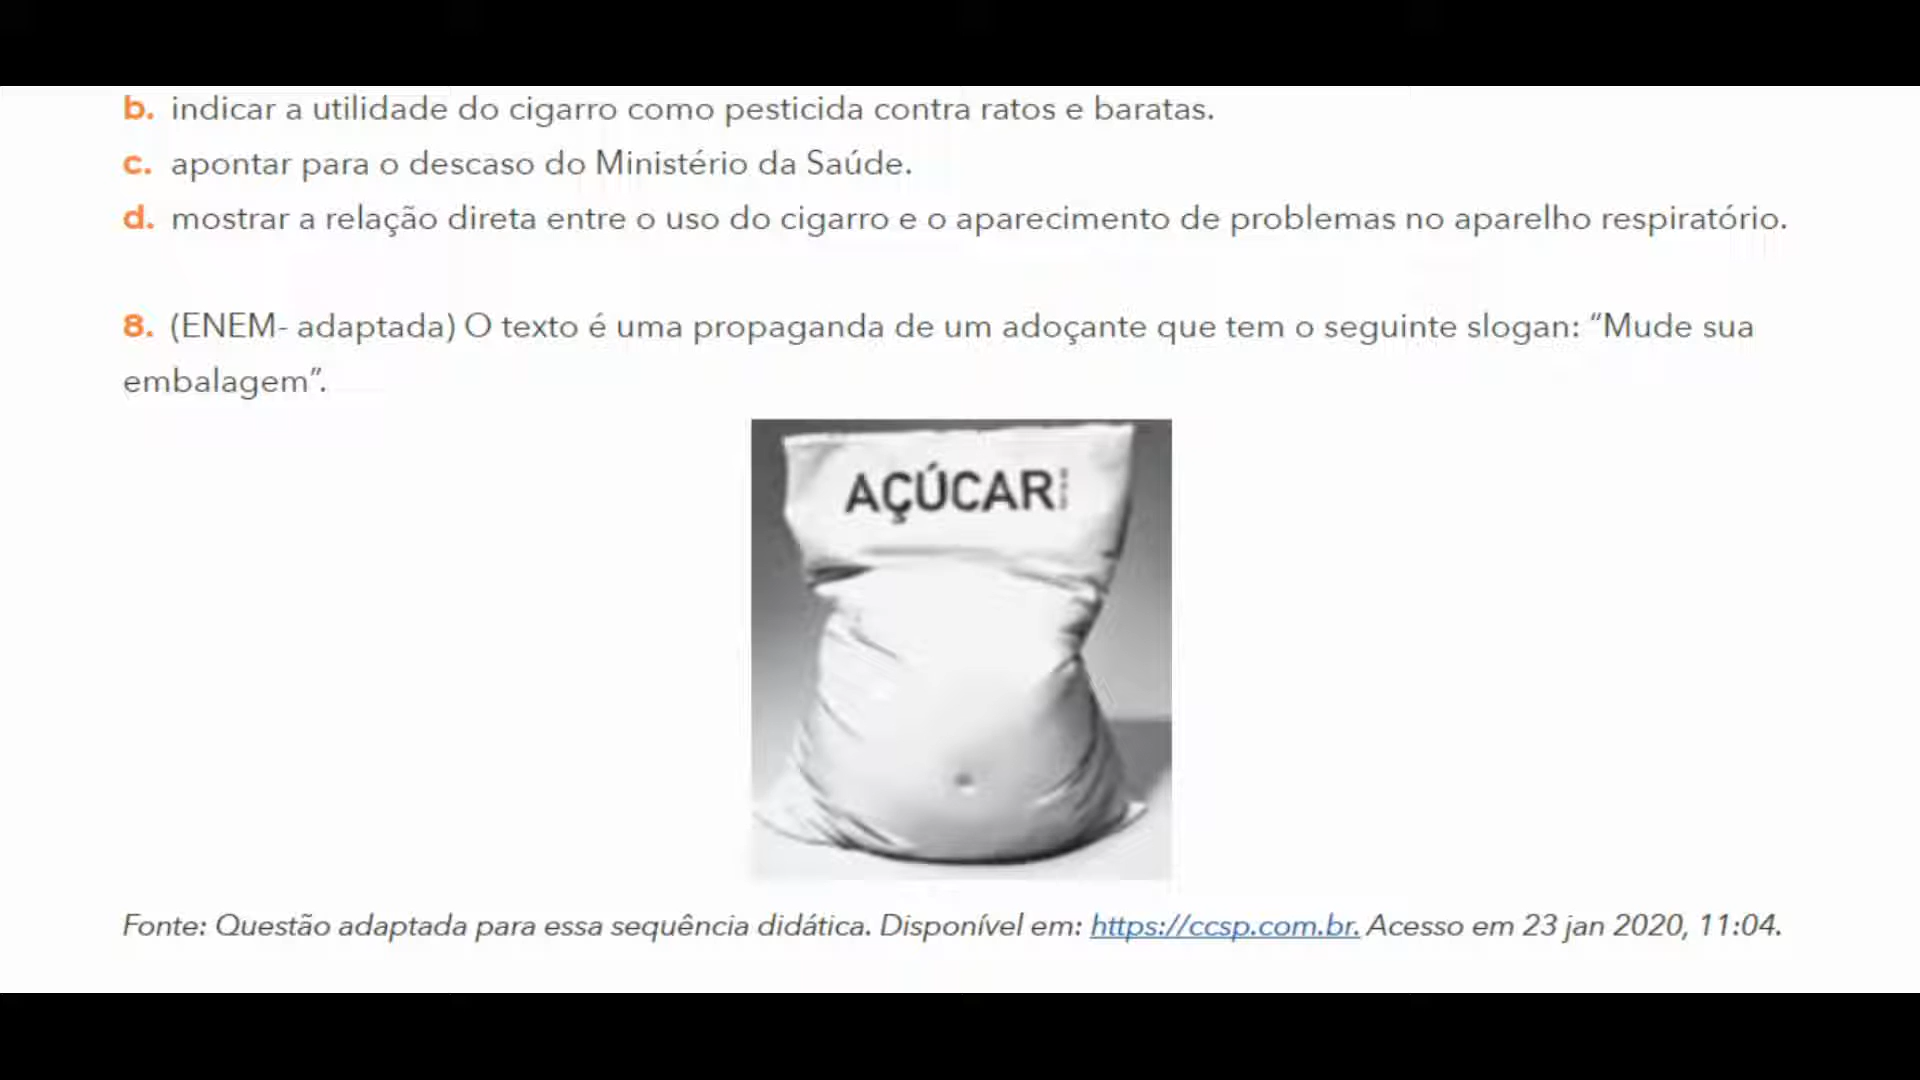 b. indicar a utilidade do cigarro como pesticida contra ratos e baratas.
c. apontar para o descaso do Ministério da Saúde.
d. mostrar a relação direta entre o uso do cigarro e o aparecimento de problemas no aparelho respiratório.
8. (ENEM- adaptada) O texto é uma propaganda de um adoçante que tem o seguinte slogan: “Mude sua
embalagem”.
AÇÚCAR
Fonte: Questão adaptada para essa sequência didática. Disponível em: https://ccsp.com.br. Acesso em 23 jan 2020, 11:04.